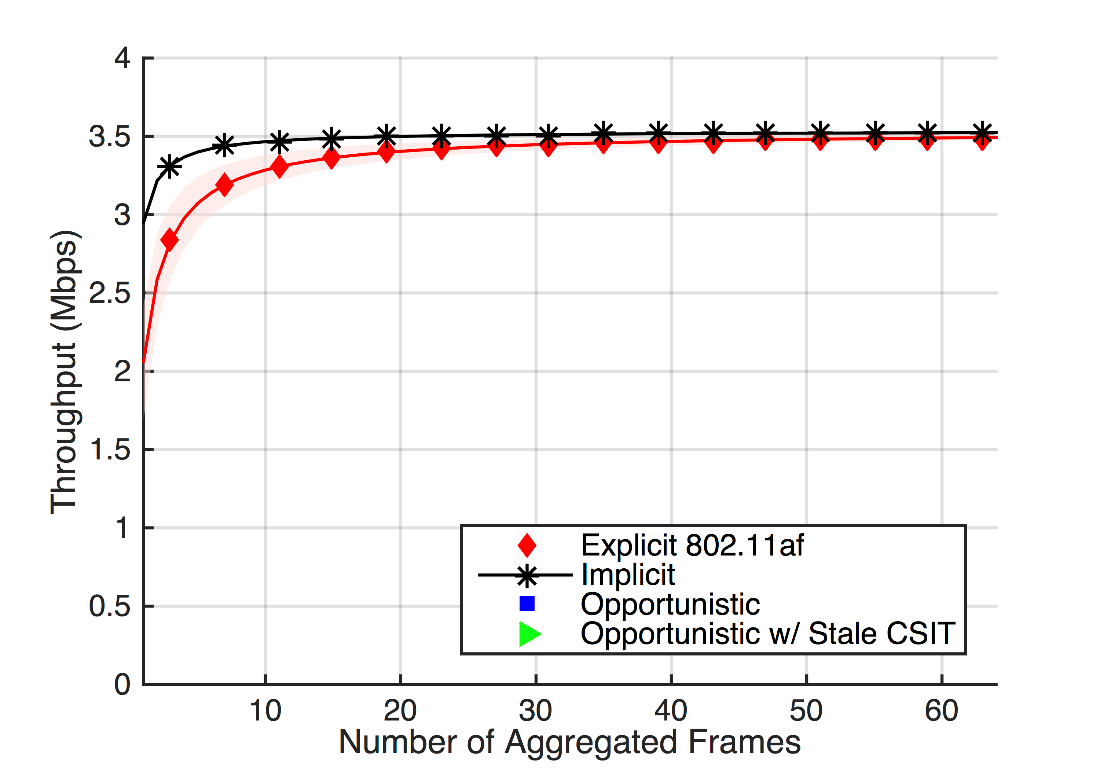 4
3.5
3
2.5
2
1.5
1
0.5
0
Throughput (Mbps)
Explicit 802.11af
Implicit
Opportunistic
Opportunistic w/ Stale CSIT
10 20 30 40 50 60
Number of Aggregated Frames